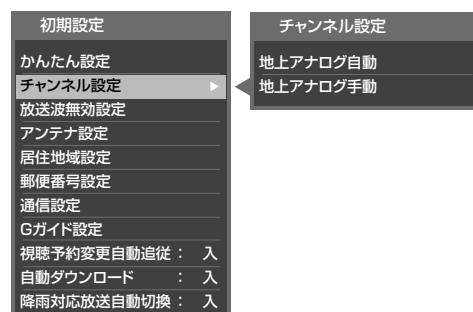 初期設定
かんたん設定
チャンネル設定
放送波無効設定
アンテナ設定
居住地域設定
郵便番号設定
通信設定
Gガイド設定
視聴予約変更自動追従： 入
自動ダウンロード ： 入
降雨対応放送自動切換： 入
チャンネル設定
地上アナログ自動
地上アナログ手動